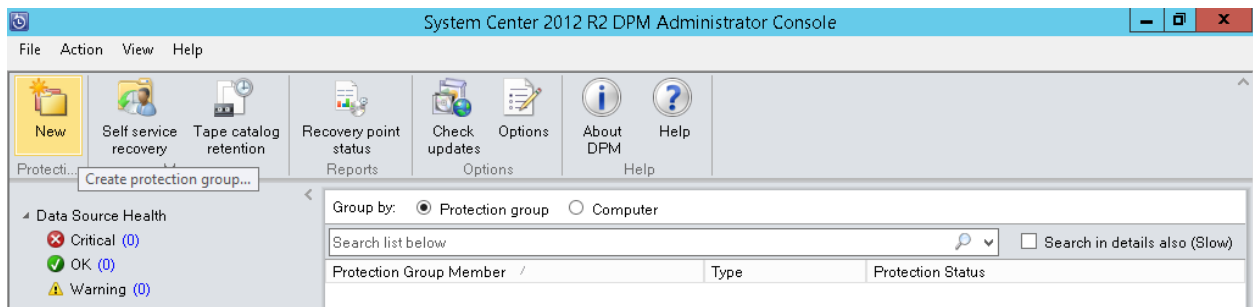 System Center 2012 R2 DPM Administrator Console
File Action View Help
New
Self service recovery
Tape catalog retention
Recovery point status
Check updates
Options
About DPM
Help
Protecti...
Reports
Options
Help
Create protection group...
Data Source Health
Critical (0)
OK (0)
Warning (0)
Group by: Protection group Computer
Search list below
Search in details also (Slow)
Protection Group Member Type Protection Status